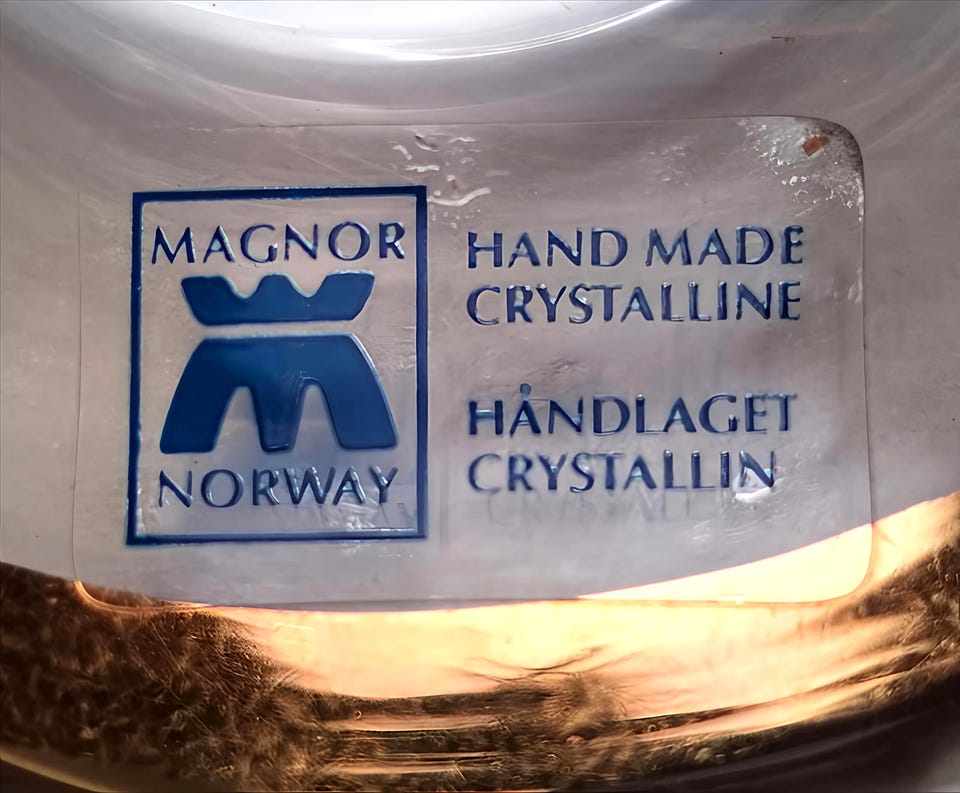 MAGNOR
NORWAY
HAND MADE
CRYSTALLINE
HÅNDLAGET
CRYSTALLIN